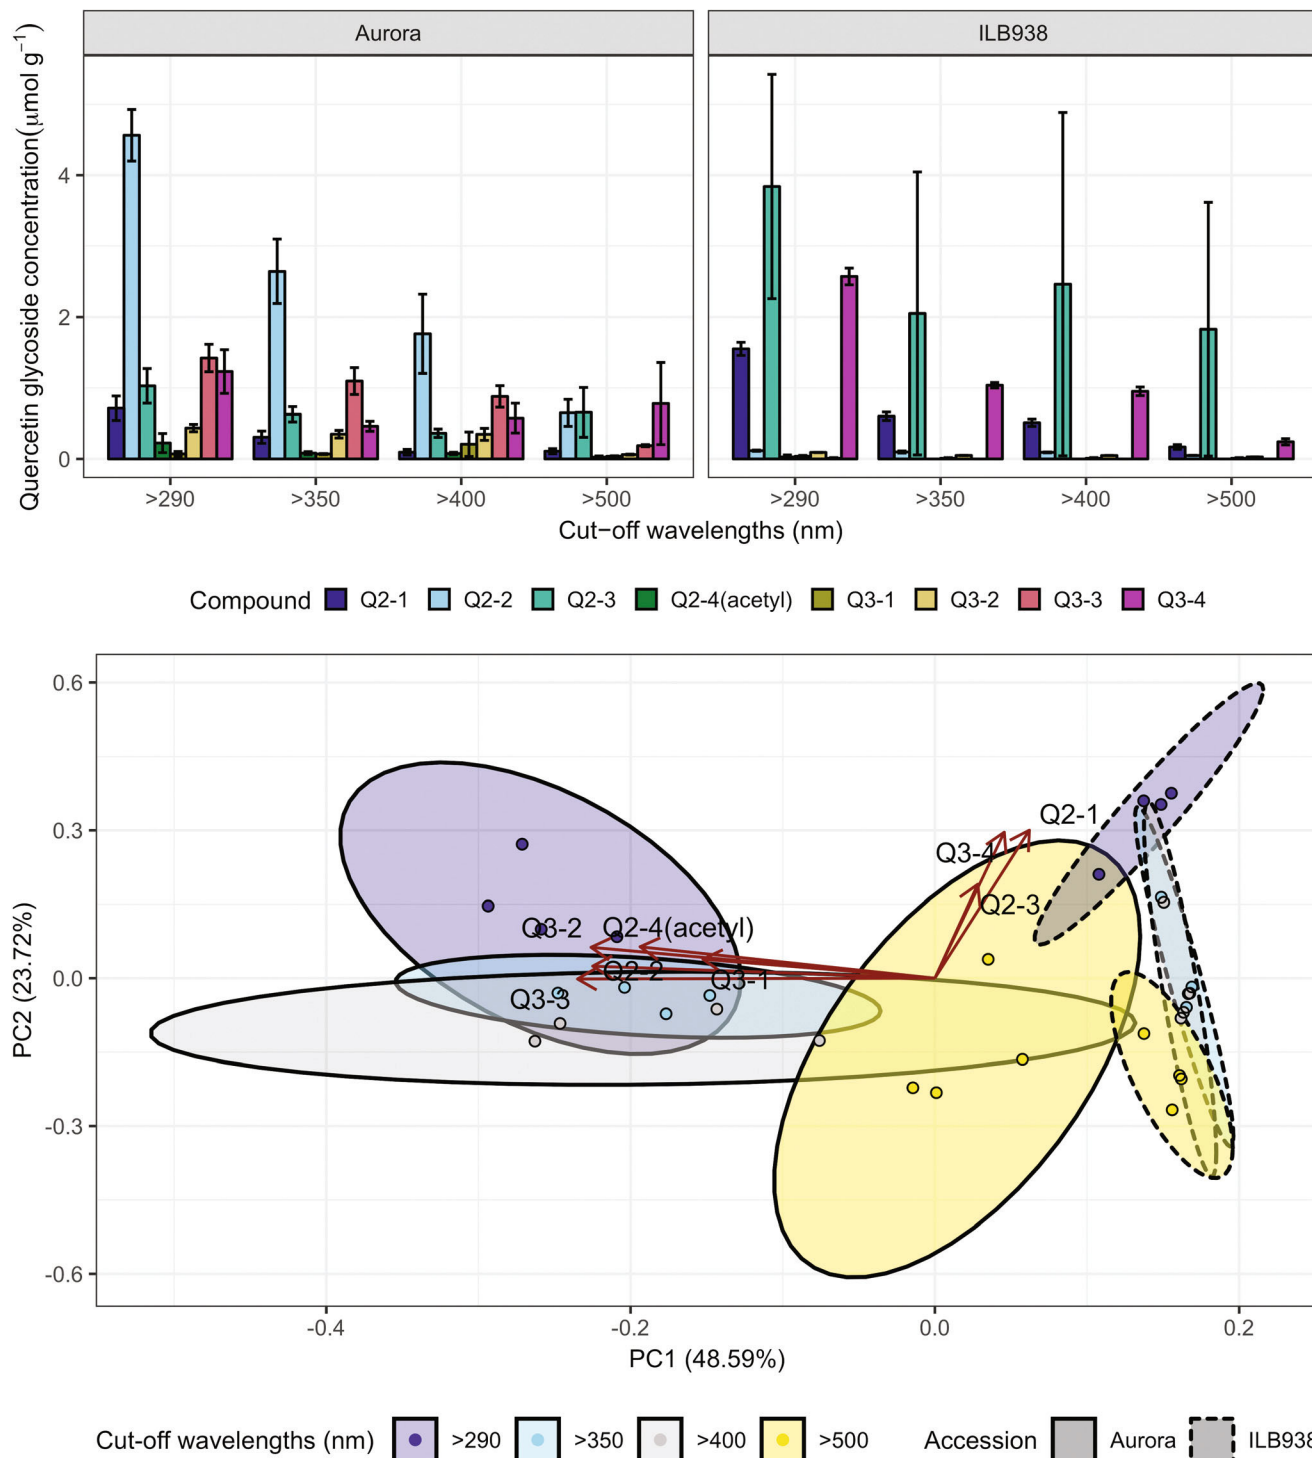 Aurora
ILB938
Quercetin glycoside concentration(μmol g⁻¹)
4
2
0
>290
>350
>400
>500
>290
>350
>400
>500
Cut−off wavelengths (nm)
Compound Q2-1 Q2-2 Q2-3 Q2-4(acetyl) Q3-1 Q3-2 Q3-3 Q3-4
PC2 (23.72%)
0.6
0.3
0.0
-0.3
-0.6
Q2-1
Q3-4
Q2-3
Q3-2
Q2-4(acetyl)
Q2-2
Q3-1
Q3-3
-0.4
-0.2
0.0
0.2
PC1 (48.59%)
Cut-off wavelengths (nm) >290 >350 >400 >500 Accession Aurora ILB938